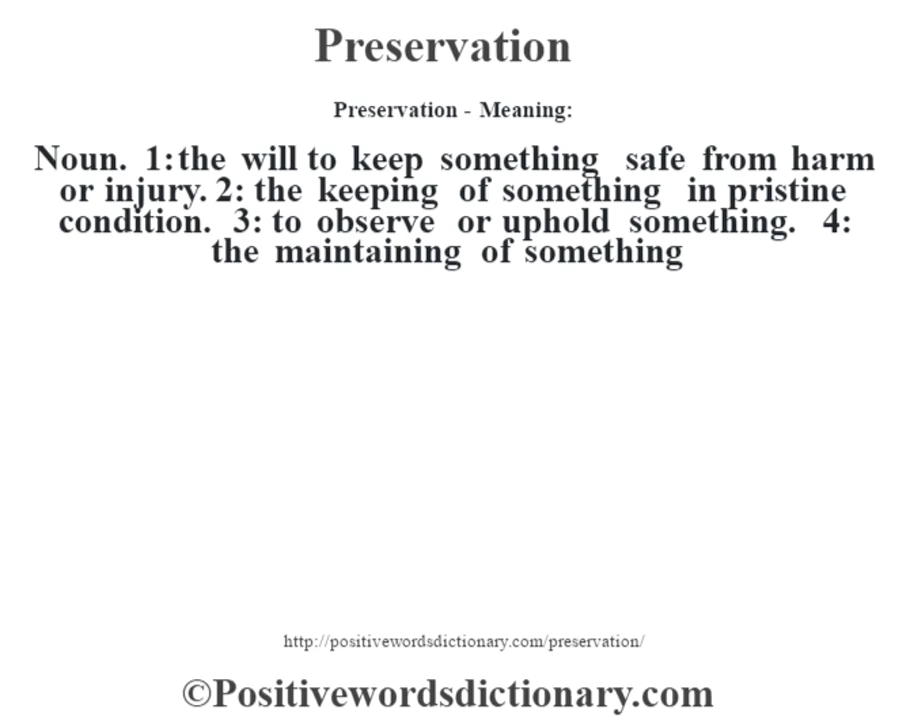 Preservation
Preservation - Meaning:
Noun. 1:the will to keep something safe from harm
or injury. 2: the keeping of something in pristine
condition. 3: to observe or uphold something. 4:
the maintaining of something
http://positivewordsdictionary.com/preservation/
©Positivewordsdictionary.com